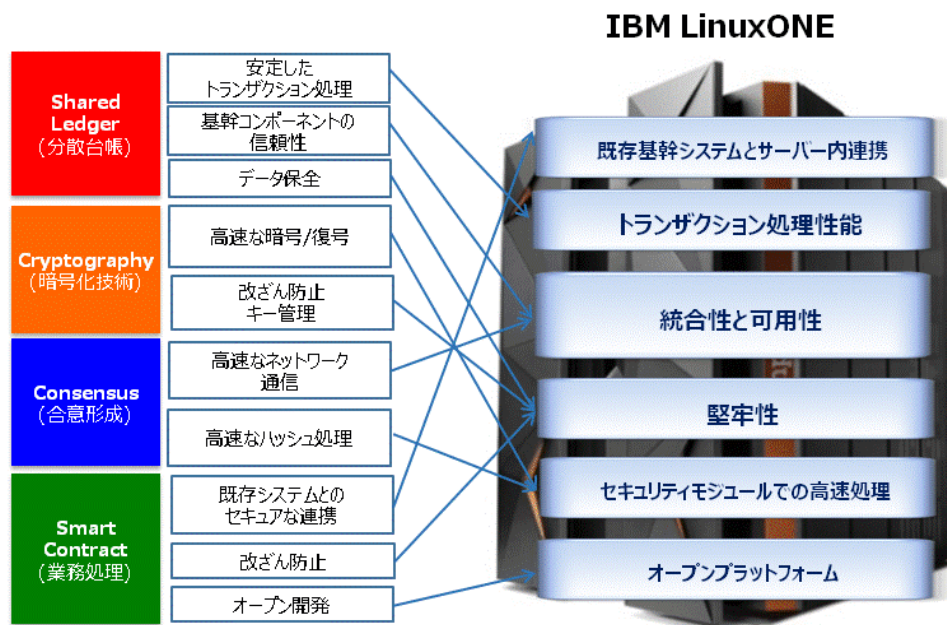 IBM LinuxONE
Shared
Ledger
(分散台帳)
安定した
トランザクション処理
基幹コンポーネントの
信頼性
データ保全
Cryptography
(暗号化技術)
高速な暗号/復号
改ざん防止
キー管理
Consensus
(合意形成)
高速なネットワーク
通信
高速なハッシュ処理
Smart
Contract
(業務処理)
既存システムとの
セキュアな連携
改ざん防止
オープン開発
既存基幹システムとサーバー内連携
トランザクション処理性能
統合性と可用性
堅牢性
セキュリティモジュールでの高速処理
オープンプラットフォーム